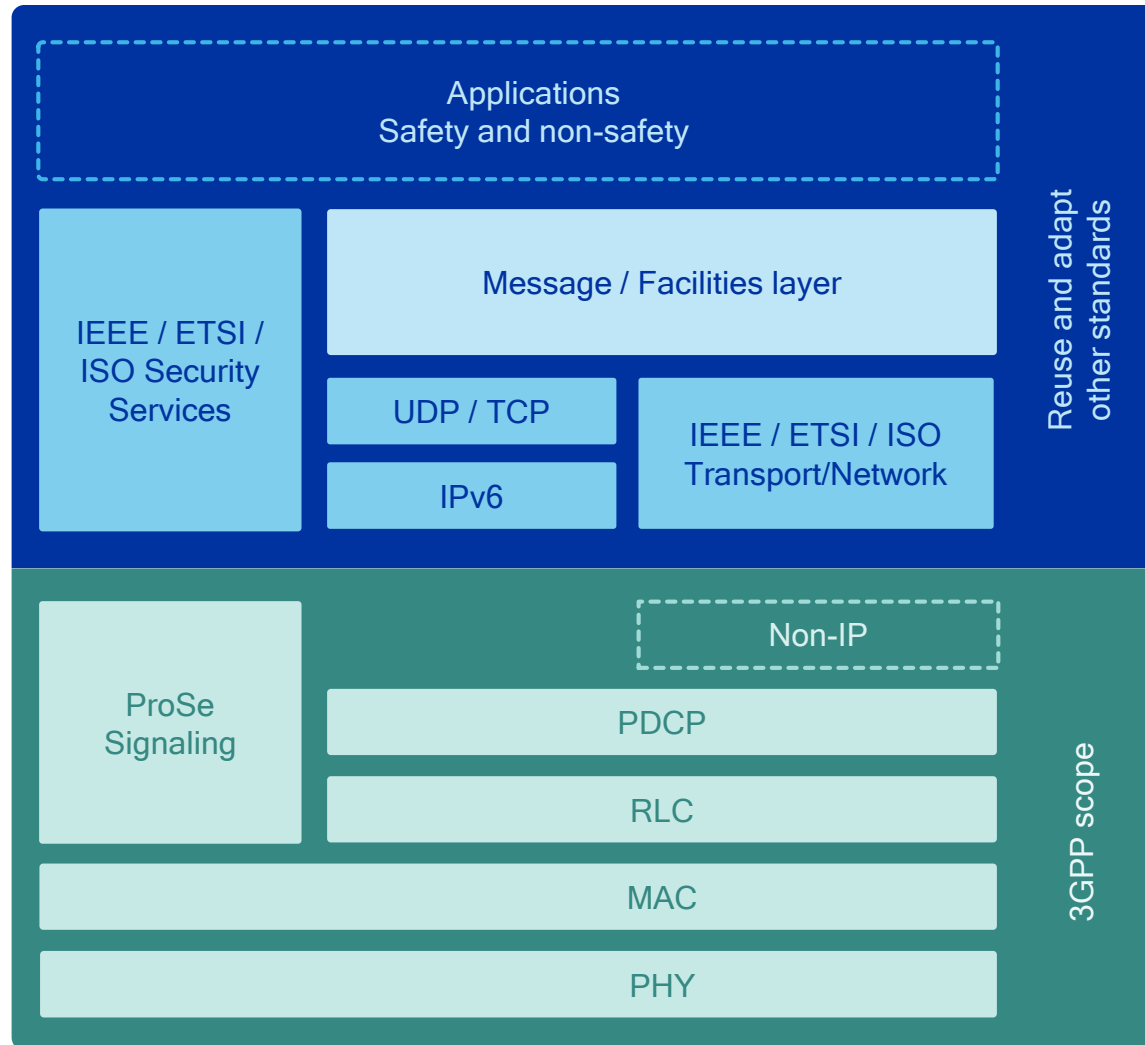 Applications
Safety and non-safety
Reuse and adapt
other standards
IEEE / ETSI /
ISO Security
Services
Message / Facilities layer
UDP / TCP
IPv6
IEEE / ETSI / ISO
Transport/Network
ProSe
Signaling
Non-IP
PDCP
RLC
MAC
PHY
3GPP scope